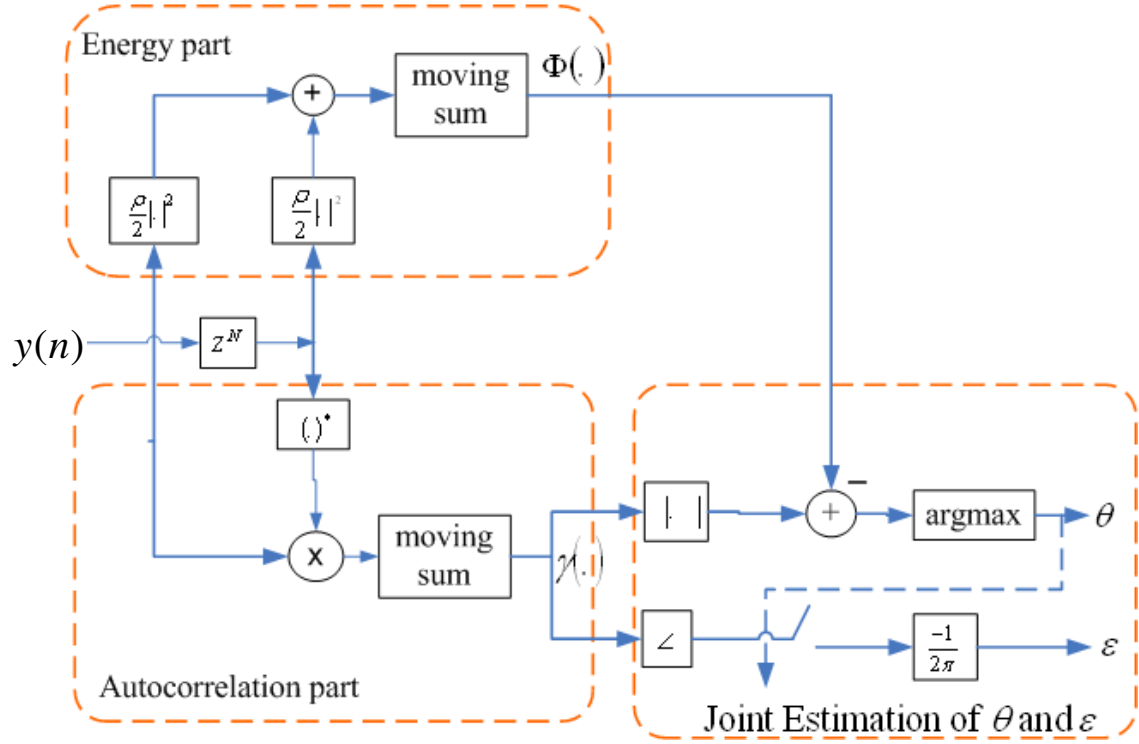 Energy part
moving
sum
Φ(.)
+
ρ/2|.|²
ρ/2|.|²
y(n)
Z^N
(.)*
x
moving
sum
γ(.)
Autocorrelation part
|. |
+
−
argmax
θ
∠
-1/2π
ε
Joint Estimation of θ and ε